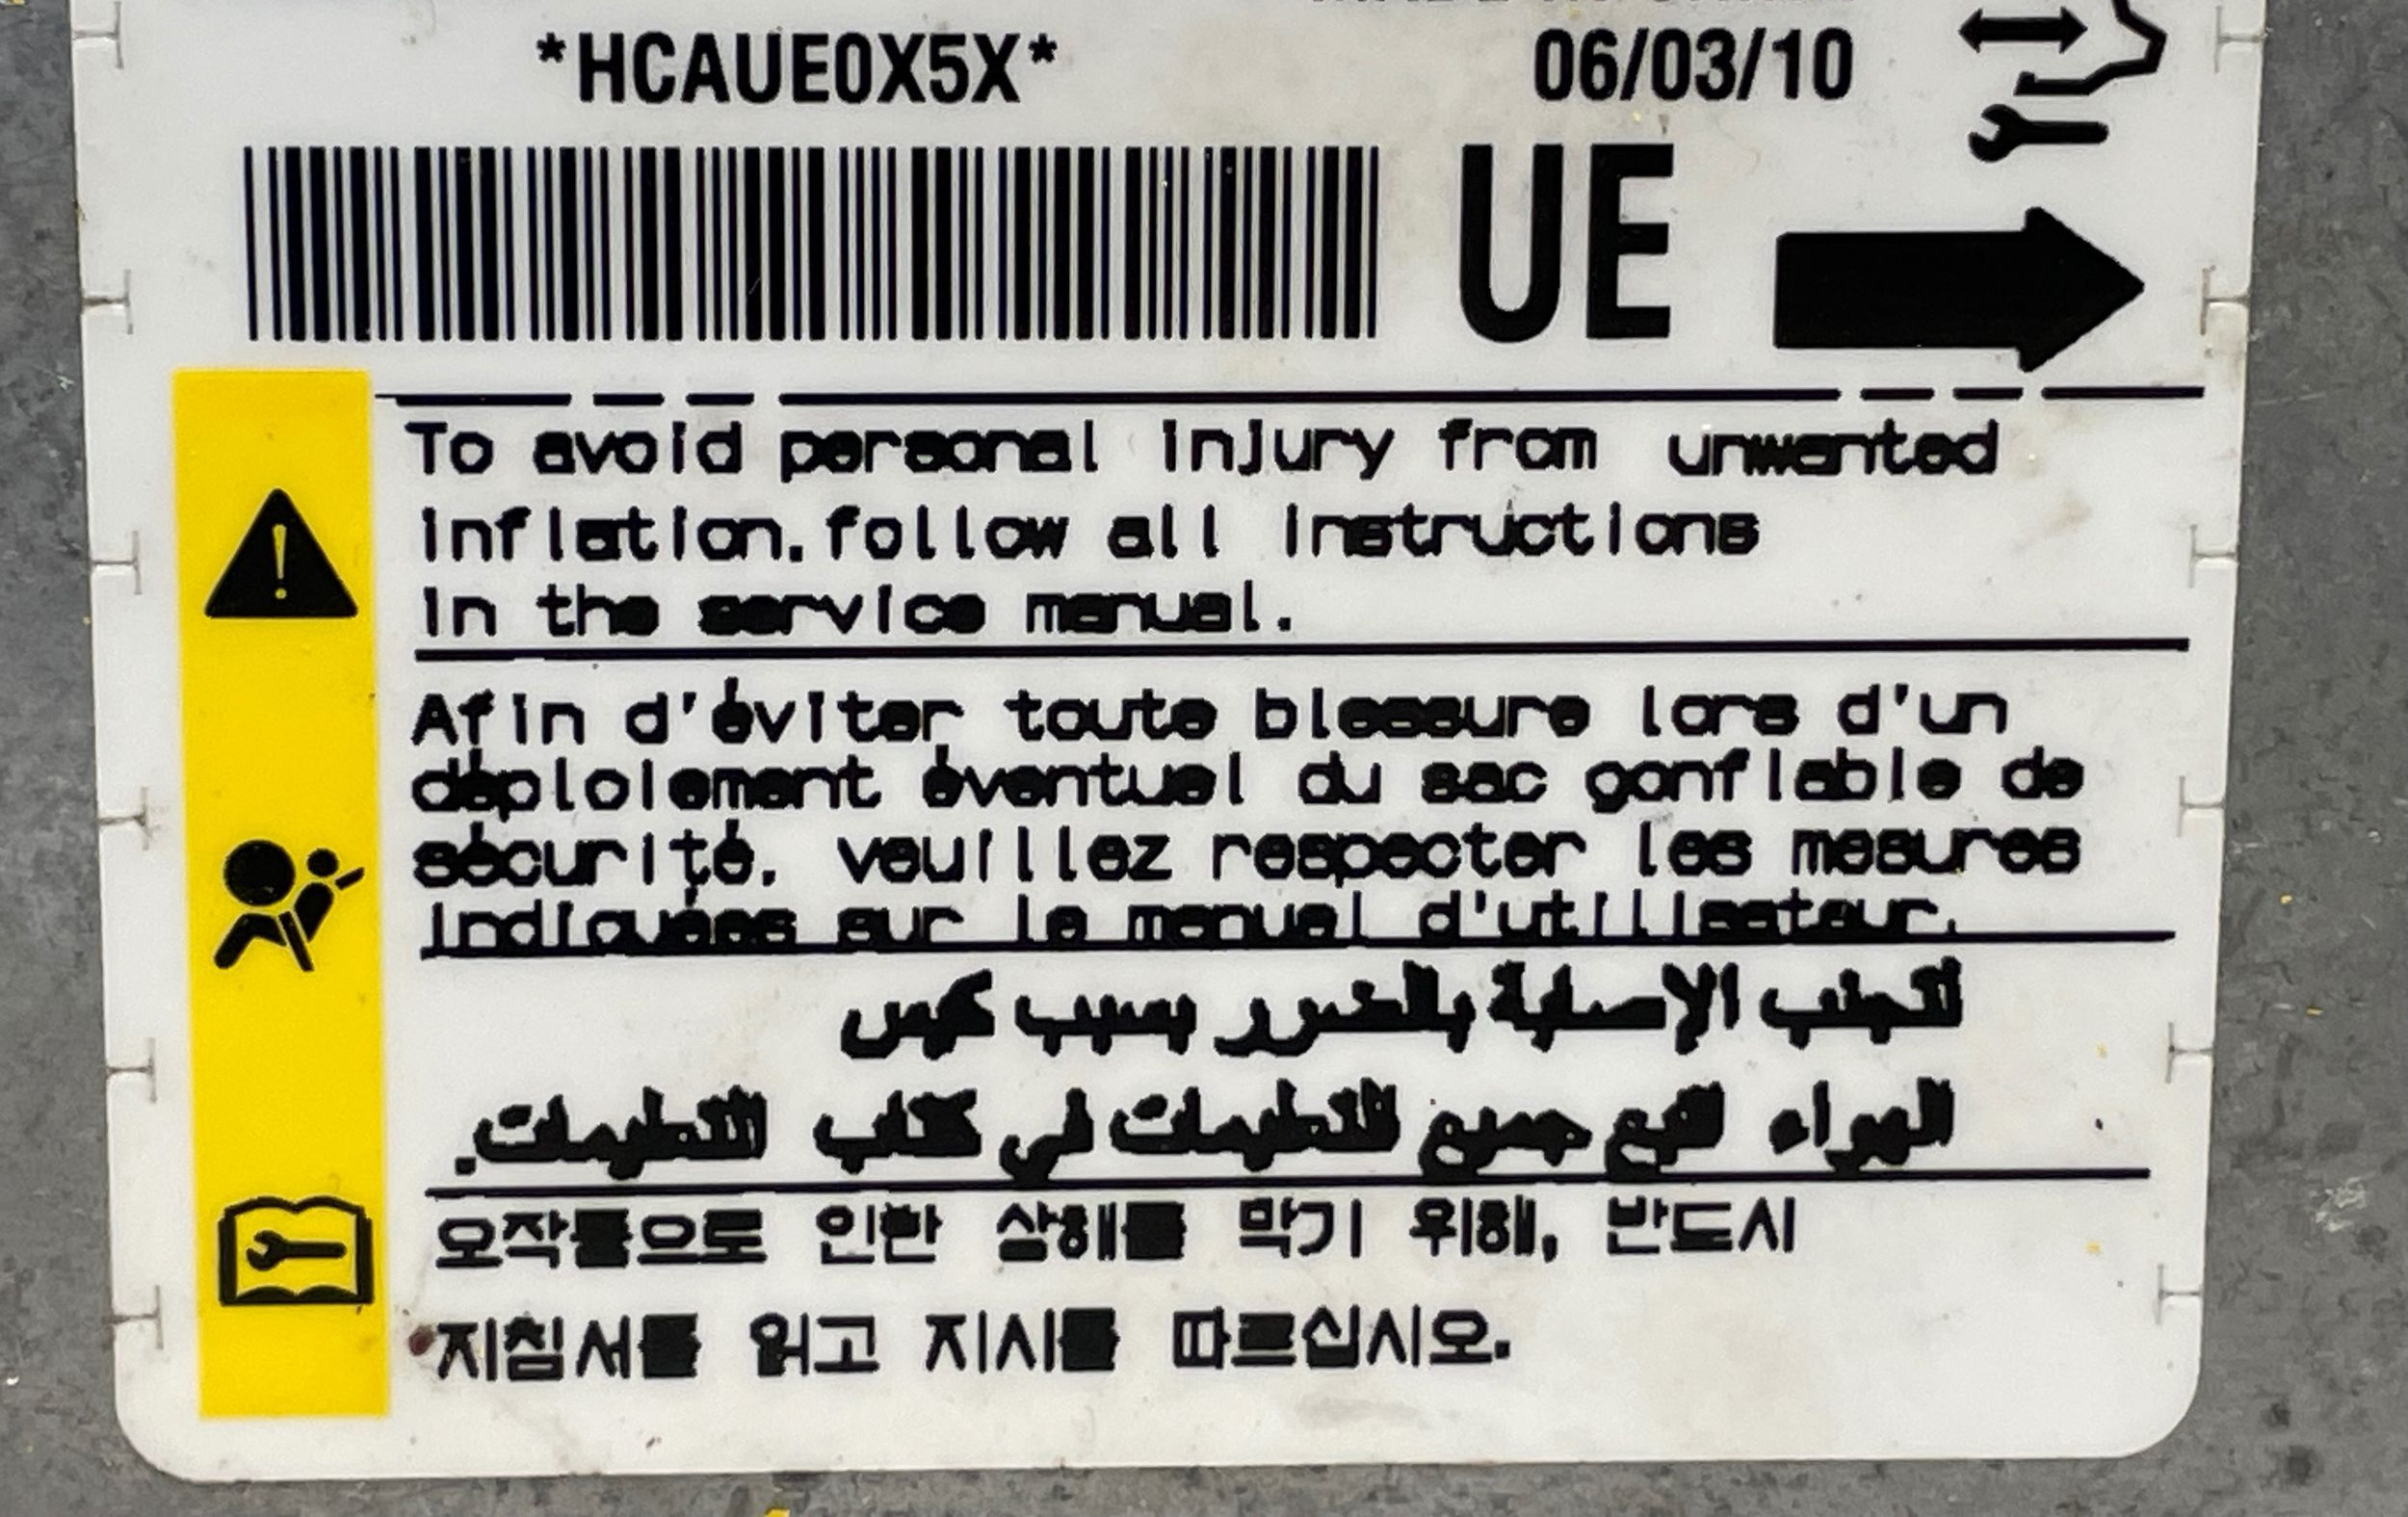 *HCAUE0X5X*
06/03/10
UE
To avoid personal injury from unwanted
inflation.follow all instructions
in the service manual.
Afin d'éviter toute blessure lors d'un
déploiement éventuel du sac gonflable de
sécurité, veuillez respecter les mesures
indiquées sur le manuel d'utilisateur.
لتجنب الإصابة بالضرر بسبب كيس
الهواء لتبع جميع التعليمات في كتاب التعليمات.
오작동으로 인한 상해를 막기 위해, 반드시
지침서를 읽고 지시를 따르십시오.